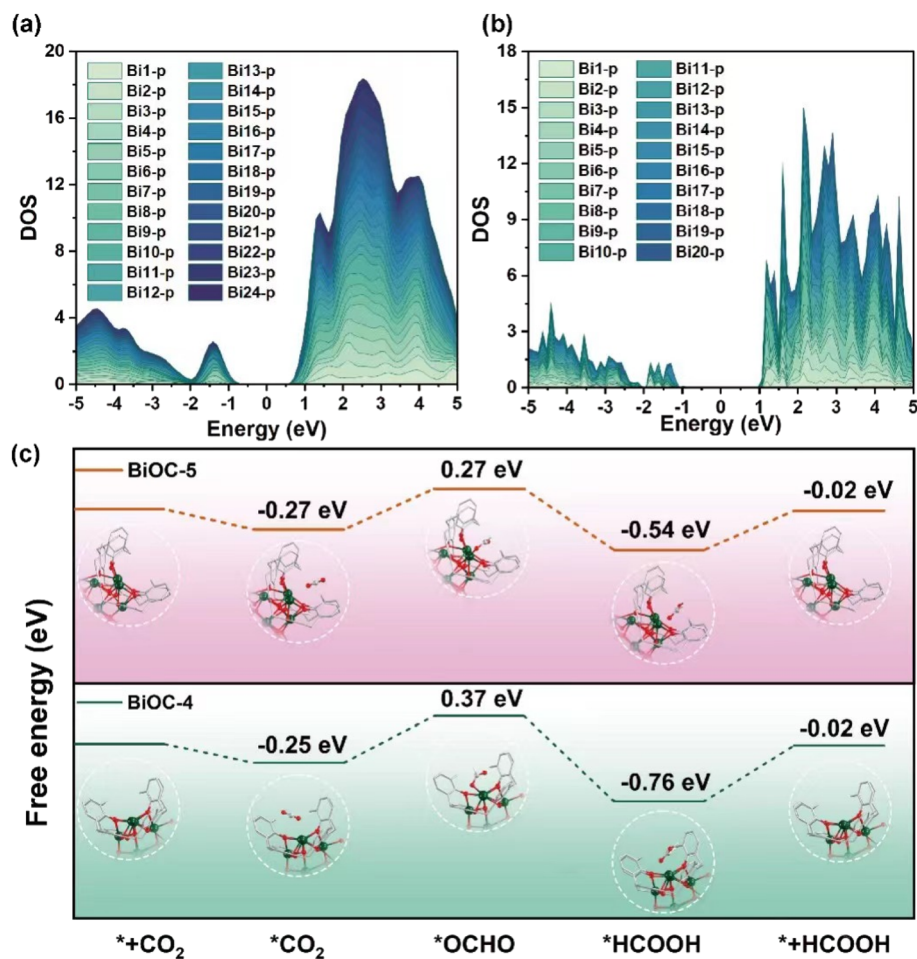 (a)
20
16
12
8
4
0
DOS
Bi1-p
Bi2-p
Bi3-p
Bi4-p
Bi5-p
Bi6-p
Bi7-p
Bi8-p
Bi9-p
Bi10-p
Bi11-p
Bi12-p
Bi13-p
Bi14-p
Bi15-p
Bi16-p
Bi17-p
Bi18-p
Bi19-p
Bi20-p
Bi21-p
Bi22-p
Bi23-p
Bi24-p
-5 -4 -3 -2 -1 0 1 2 3 4 5
Energy (eV)
(b)
18
15
12
9
6
3
0
DOS
Bi1-p
Bi2-p
Bi3-p
Bi4-p
Bi5-p
Bi6-p
Bi7-p
Bi8-p
Bi9-p
Bi10-p
Bi11-p
Bi12-p
Bi13-p
Bi14-p
Bi15-p
Bi16-p
Bi17-p
Bi18-p
Bi19-p
Bi20-p
-5 -4 -3 -2 -1 0 1 2 3 4 5
Energy (eV)
(c)
Free energy (eV)
BiOC-5
-0.27 eV
0.27 eV
-0.54 eV
-0.02 eV
BiOC-4
-0.25 eV
0.37 eV
-0.76 eV
-0.02 eV
*+CO₂ *CO₂ *OCHO *HCOOH *+HCOOH